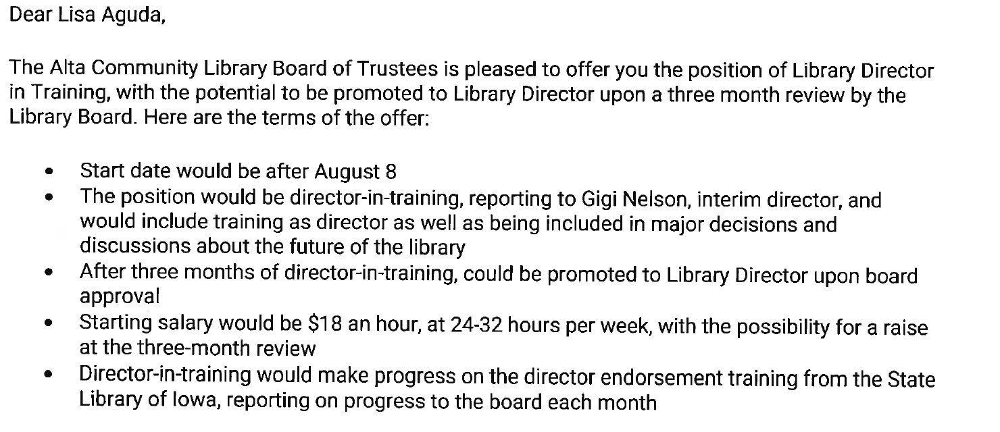 Dear Lisa Aguda,
The Alta Community Library Board of Trustees is pleased to offer you the position of Library Director
in Training, with the potential to be promoted to Library Director upon a three month review by the
Library Board. Here are the terms of the offer:
• Start date would be after August 8
• The position would be director-in-training, reporting to Gigi Nelson, interim director, and
would include training as director as well as being included in major decisions and
discussions about the future of the library
• After three months of director-in-training, could be promoted to Library Director upon board
approval
• Starting salary would be $18 an hour, at 24-32 hours per week, with the possibility for a raise
at the three-month review
• Director-in-training would make progress on the director endorsement training from the State
Library of Iowa, reporting on progress to the board each month